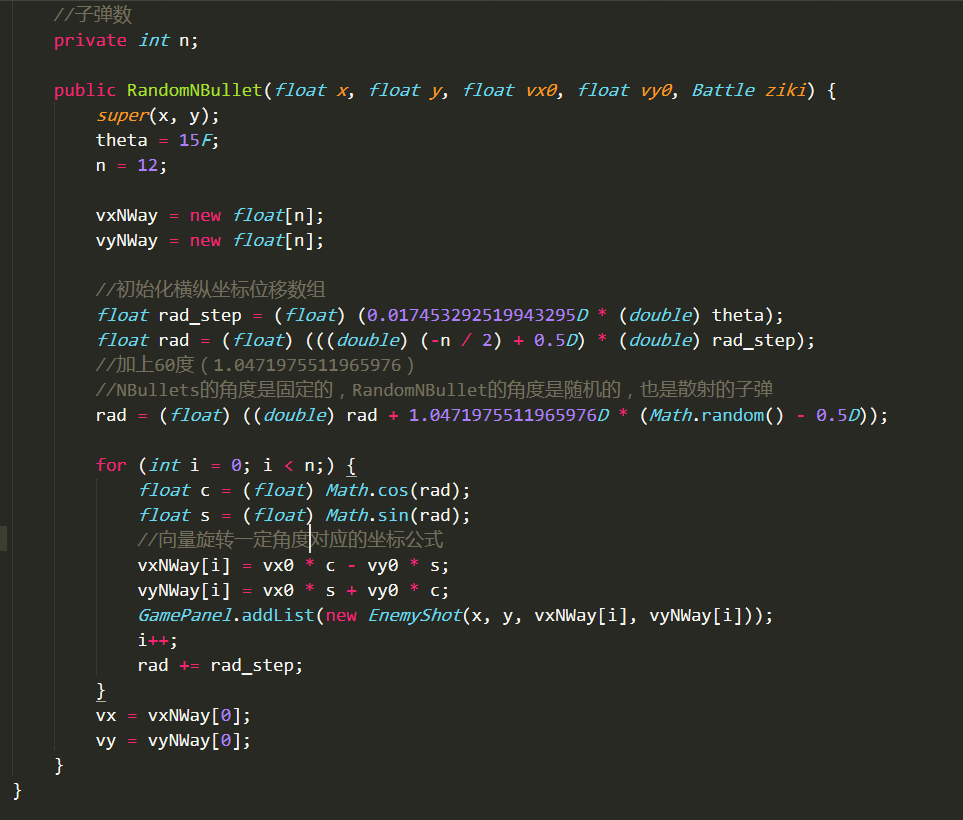 //子弹数
private int n;
public RandomNBullet(float x, float y, float vx0, float vy0, Battle ziki) {
super(x, y);
theta = 15F;
n = 12;
vxNWay = new float[n];
vyNWay = new float[n];
//初始化横纵坐标位移数组
float rad_step = (float) (0.017453292519943295D * (double) theta);
float rad = (float) (((double) (-n / 2) + 0.5D) * (double) rad_step);
//加上60度（1.0471975511965976）
//NBullets的角度是固定的，RandomNBullet的角度是随机的，也是散射的子弹
rad = (float) ((double) rad + 1.0471975511965976D * (Math.random() - 0.5D));
for (int i = 0; i < n;) {
float c = (float) Math.cos(rad);
float s = (float) Math.sin(rad);
//向量旋转一定角度对应的坐标公式
vxNWay[i] = vx0 * c - vy0 * s;
vyNWay[i] = vx0 * s + vy0 * c;
GamePanel.addList(new EnemyShot(x, y, vxNWay[i], vyNWay[i]));
i++;
rad += rad_step;
}
vx = vxNWay[0];
vy = vyNWay[0];
}
}